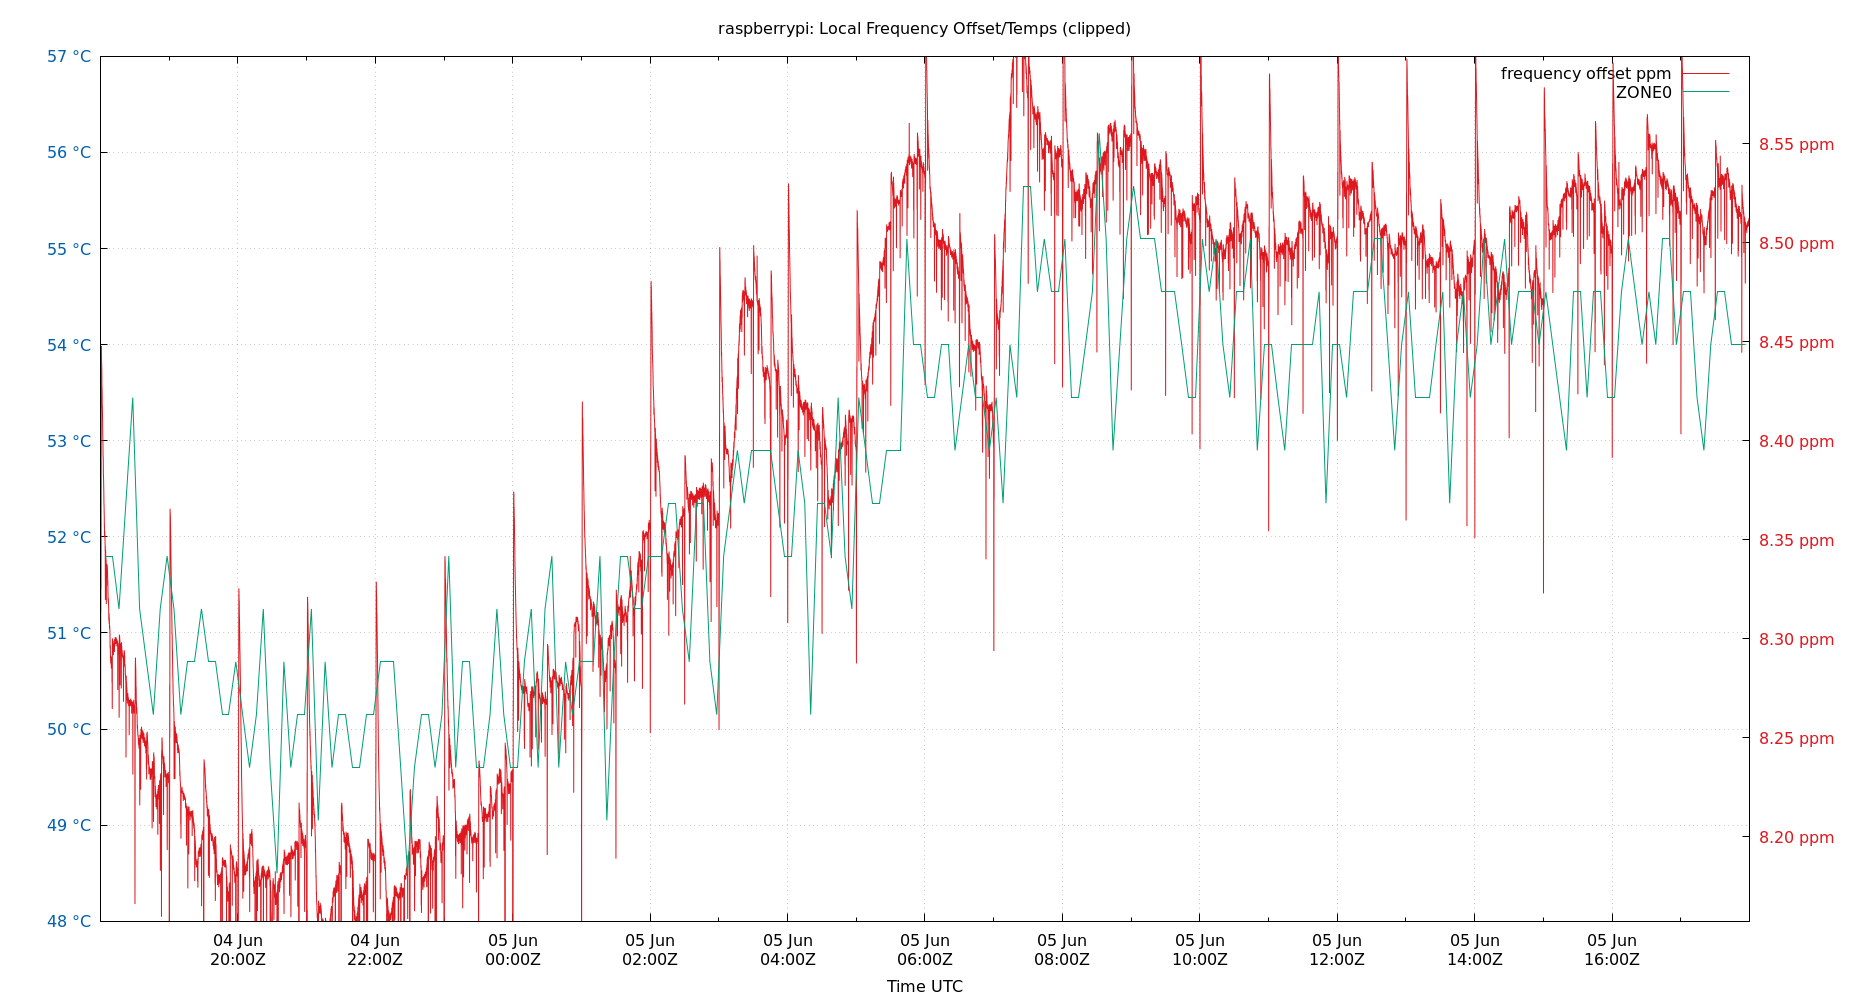 raspberrypi: Local Frequency Offset/Temps (clipped)
57 °C
56 °C
55 °C
54 °C
53 °C
52 °C
51 °C
50 °C
49 °C
48 °C
frequency offset ppm
ZONE0
8.55 ppm
8.50 ppm
8.45 ppm
8.40 ppm
8.35 ppm
8.30 ppm
8.25 ppm
8.20 ppm
04 Jun
20:00Z
04 Jun
22:00Z
05 Jun
00:00Z
05 Jun
02:00Z
05 Jun
04:00Z
05 Jun
06:00Z
05 Jun
08:00Z
05 Jun
10:00Z
05 Jun
12:00Z
05 Jun
14:00Z
05 Jun
16:00Z
Time UTC